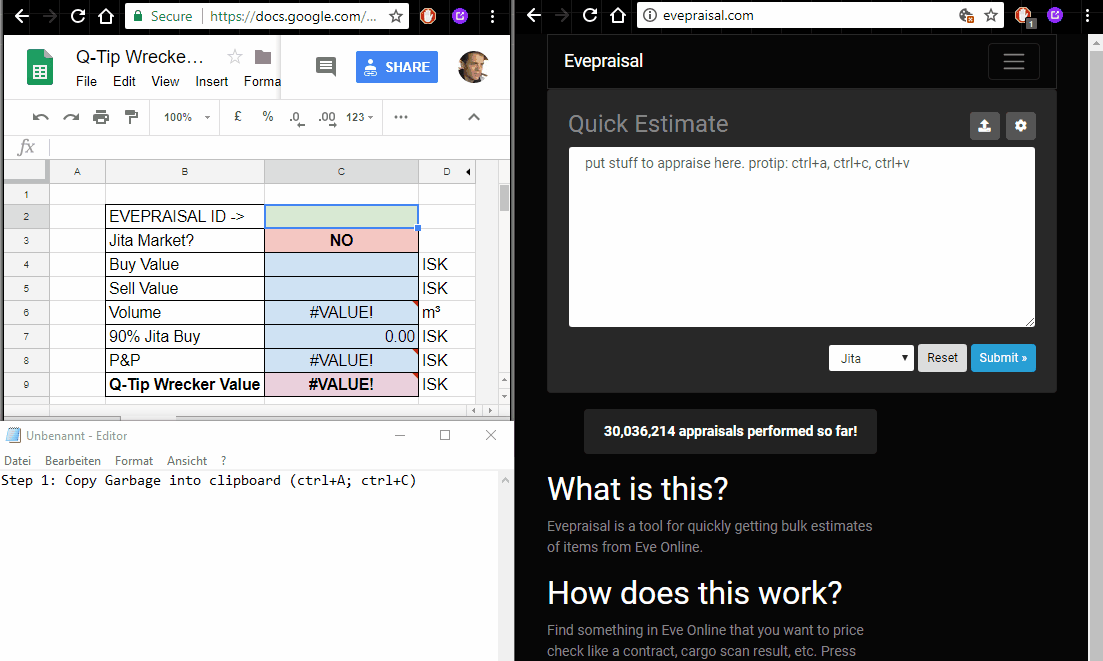 Secure
https://docs.google.com/...
Q-Tip Wrecke...
File Edit View Insert Forma
SHARE
100% £ % .0 .00 123
fx
A B C D
1
2 EVEPRAISAL ID ->
3 Jita Market? NO
4 Buy Value ISK
5 Sell Value ISK
6 Volume #VALUE! m³
7 90% Jita Buy 0.00 ISK
8 P&P #VALUE! ISK
9 Q-Tip Wrecker Value #VALUE! ISK
Unbenannt - Editor
Datei Bearbeiten Format Ansicht ?
Step 1: Copy Garbage into clipboard (ctrl+A; ctrl+C)
evepraisal.com
1
Evepraisal
Quick Estimate
put stuff to appraise here. protip: ctrl+a, ctrl+c, ctrl+v
Jita Reset Submit »
30,036,214 appraisals performed so far!
What is this?
Evepraisal is a tool for quickly getting bulk estimates
of items from Eve Online.
How does this work?
Find something in Eve Online that you want to price
check like a contract, cargo scan result, etc. Press